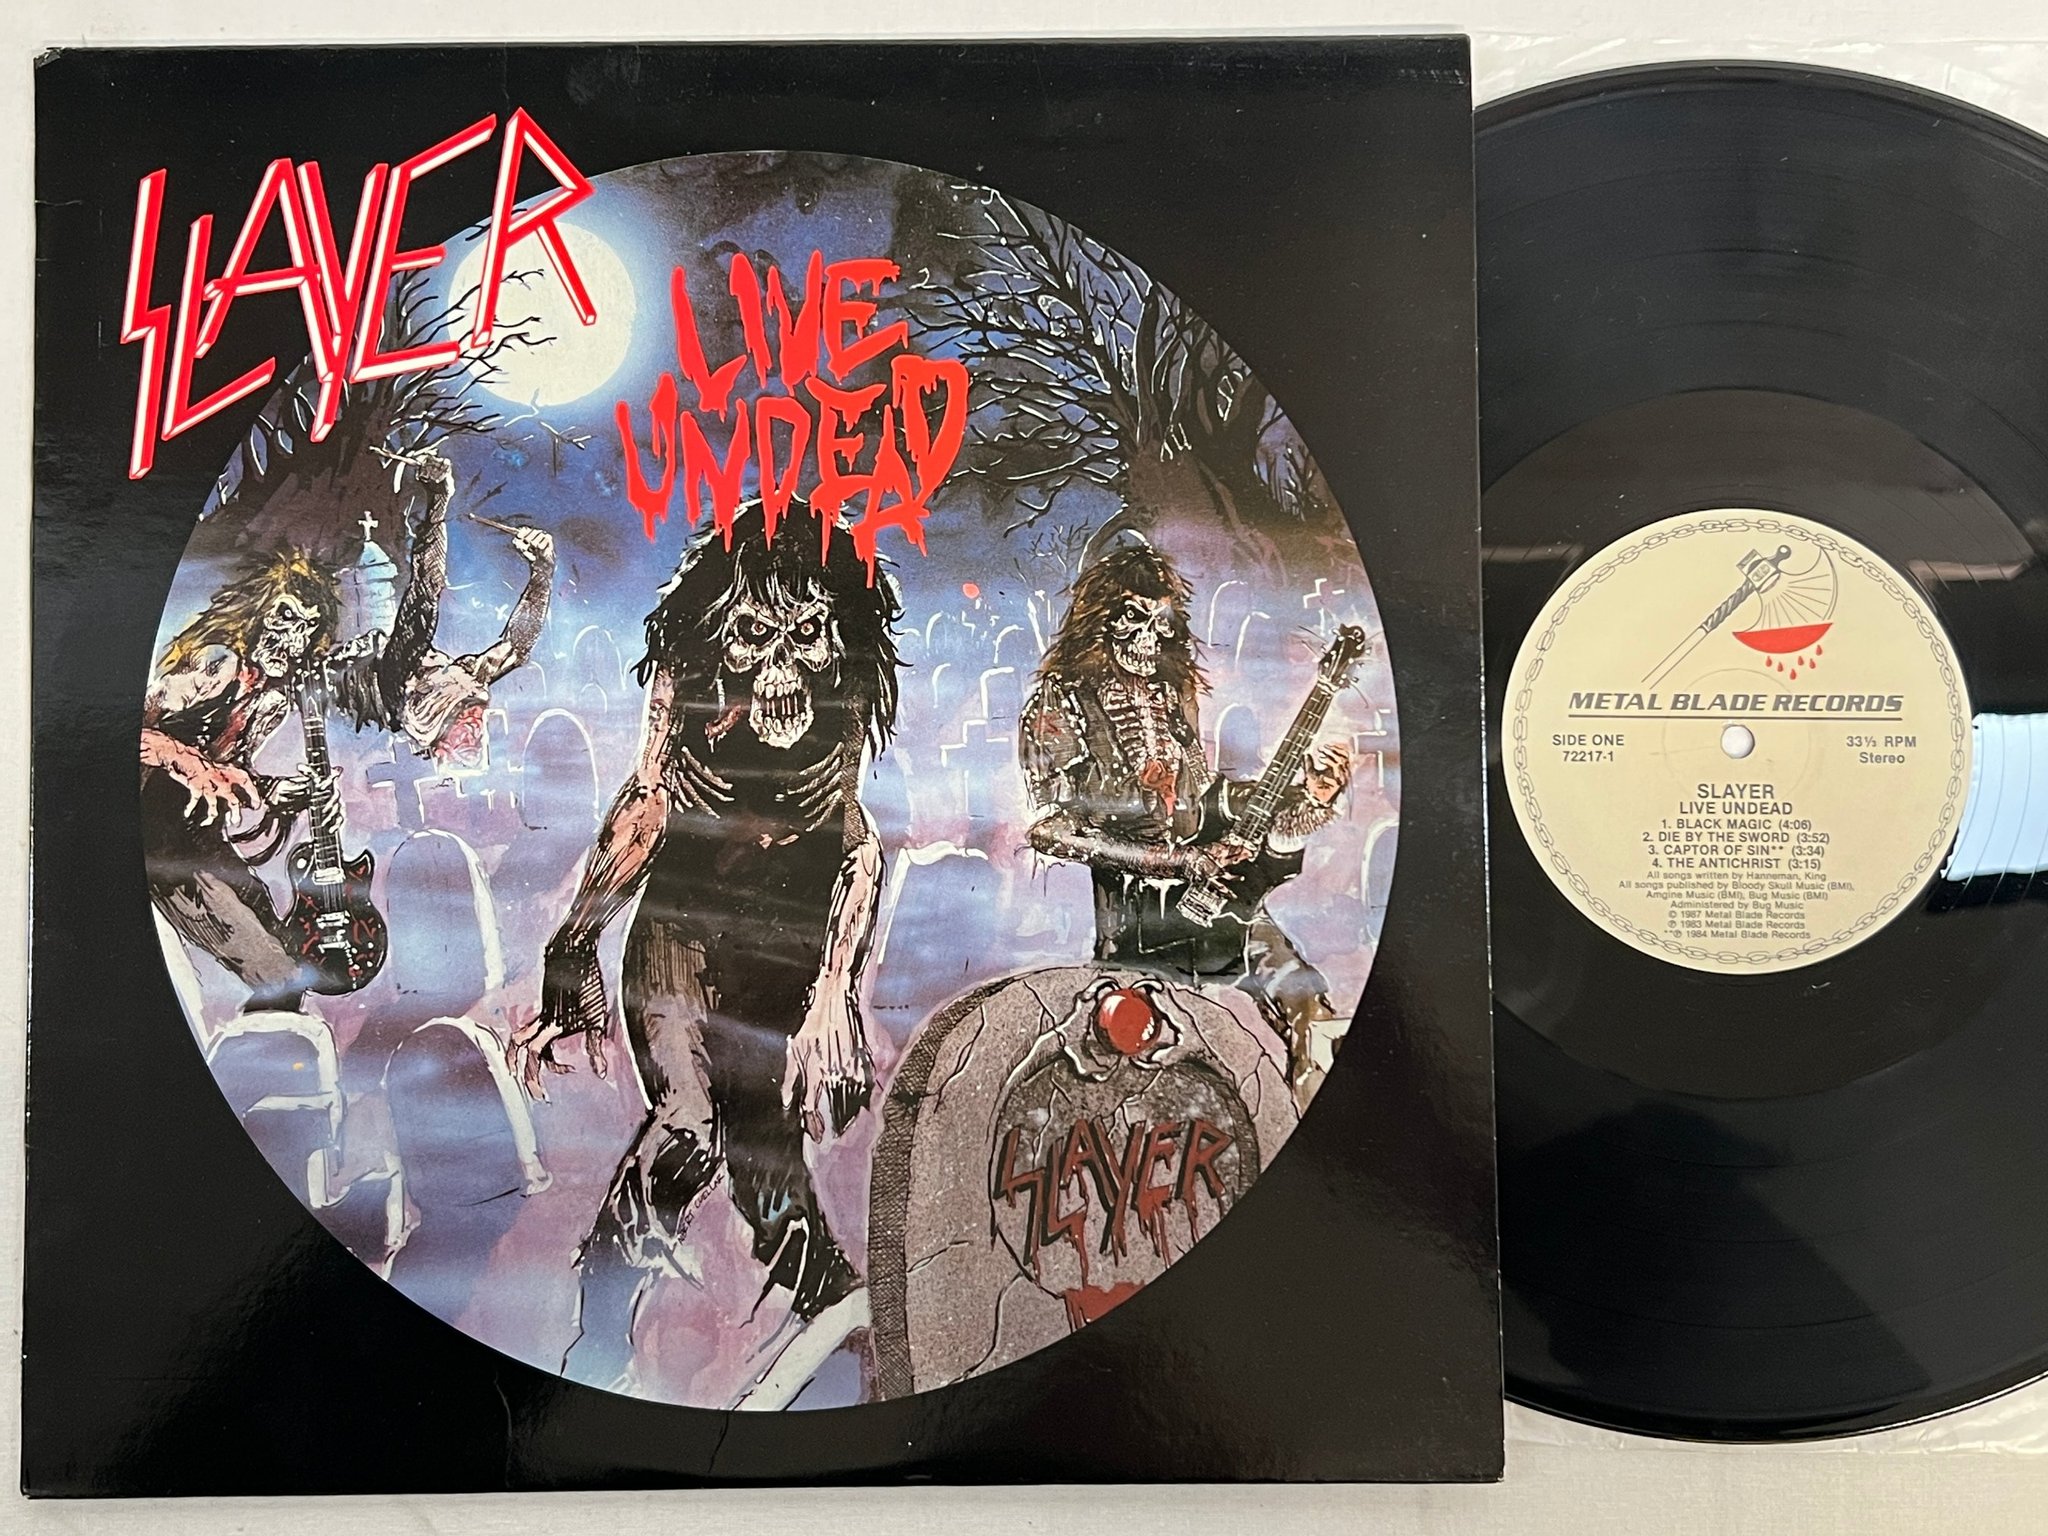 SLAYER
LIVE
UNDEAD
SLAYER
METAL BLADE RECORDS
SIDE ONE
72217-1
33⅓ RPM
Stereo
SLAYER
LIVE UNDEAD
1. BLACK MAGIC (4:06)
2. DIE BY THE SWORD (3:52)
3. CAPTOR OF SIN** (3:34)
4. THE ANTICHRIST (3:15)
All songs written by Hanneman, King
All songs published by Bloody Skull Music (BMI),
Amgine Music (BMI), Bug Music (BMI)
Administered by Bug Music
© 1987 Metal Blade Records
℗ 1983 Metal Blade Records
**℗ 1984 Metal Blade Records